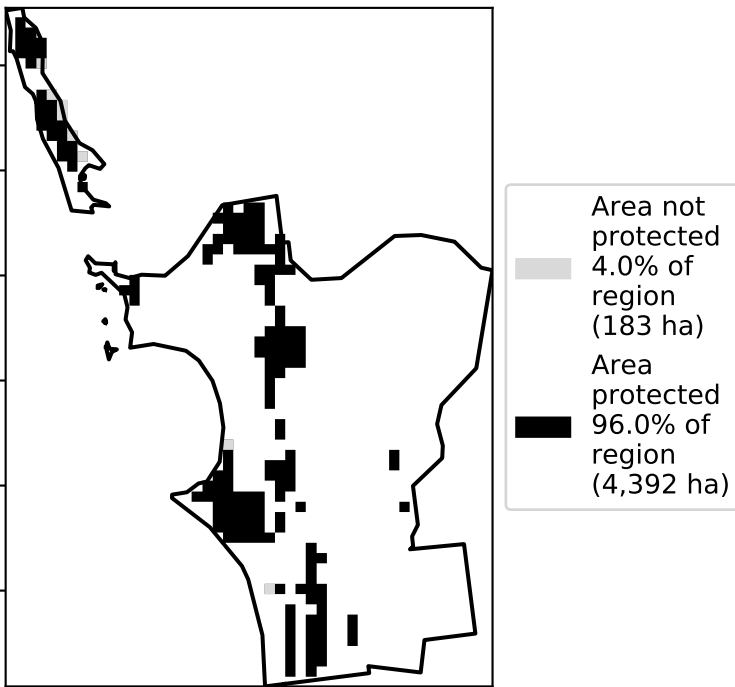 Area not
protected
4.0% of
region
(183 ha)
Area
protected
96.0% of
region
(4,392 ha)